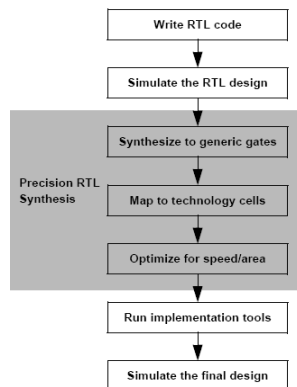 Write RTL code
Simulate the RTL design
Synthesize to generic gates
Precision RTL
Synthesis
Map to technology cells
Optimize for speed/area
Run implementation tools
Simulate the final design